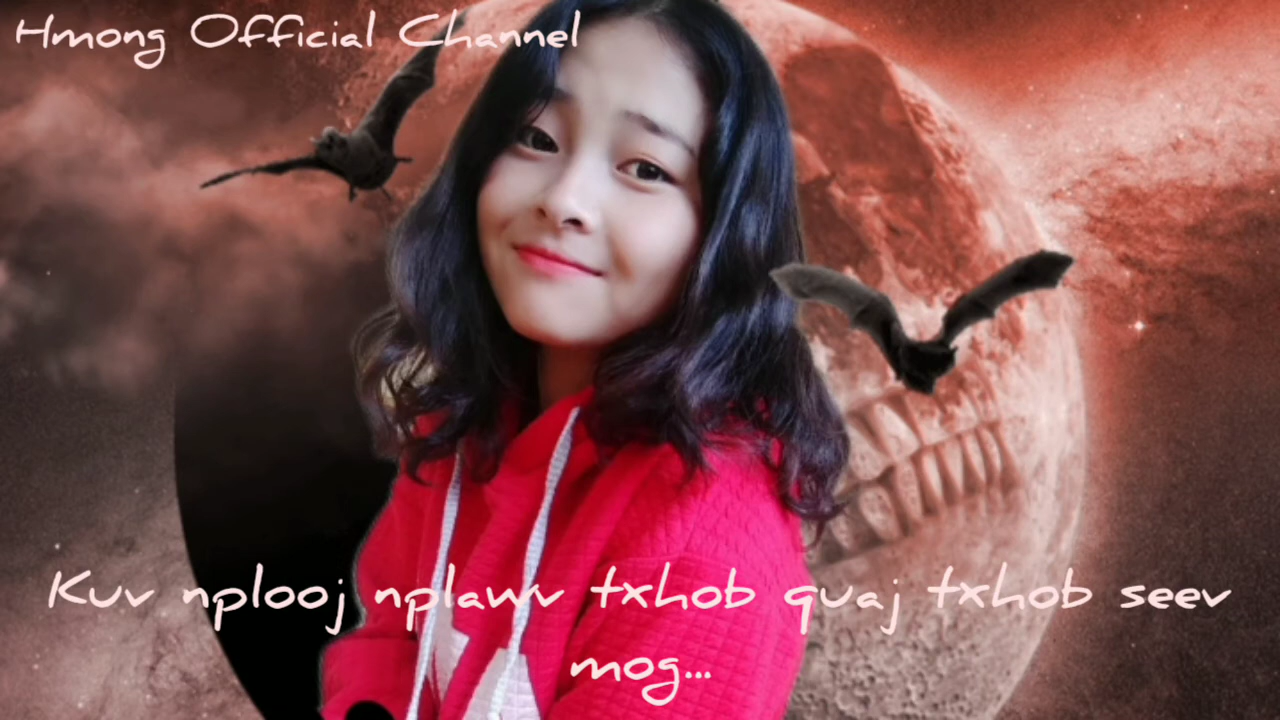 Hmong Official Channel
Kuv nplooj nplawv txhob quaj txhob seev
mog...